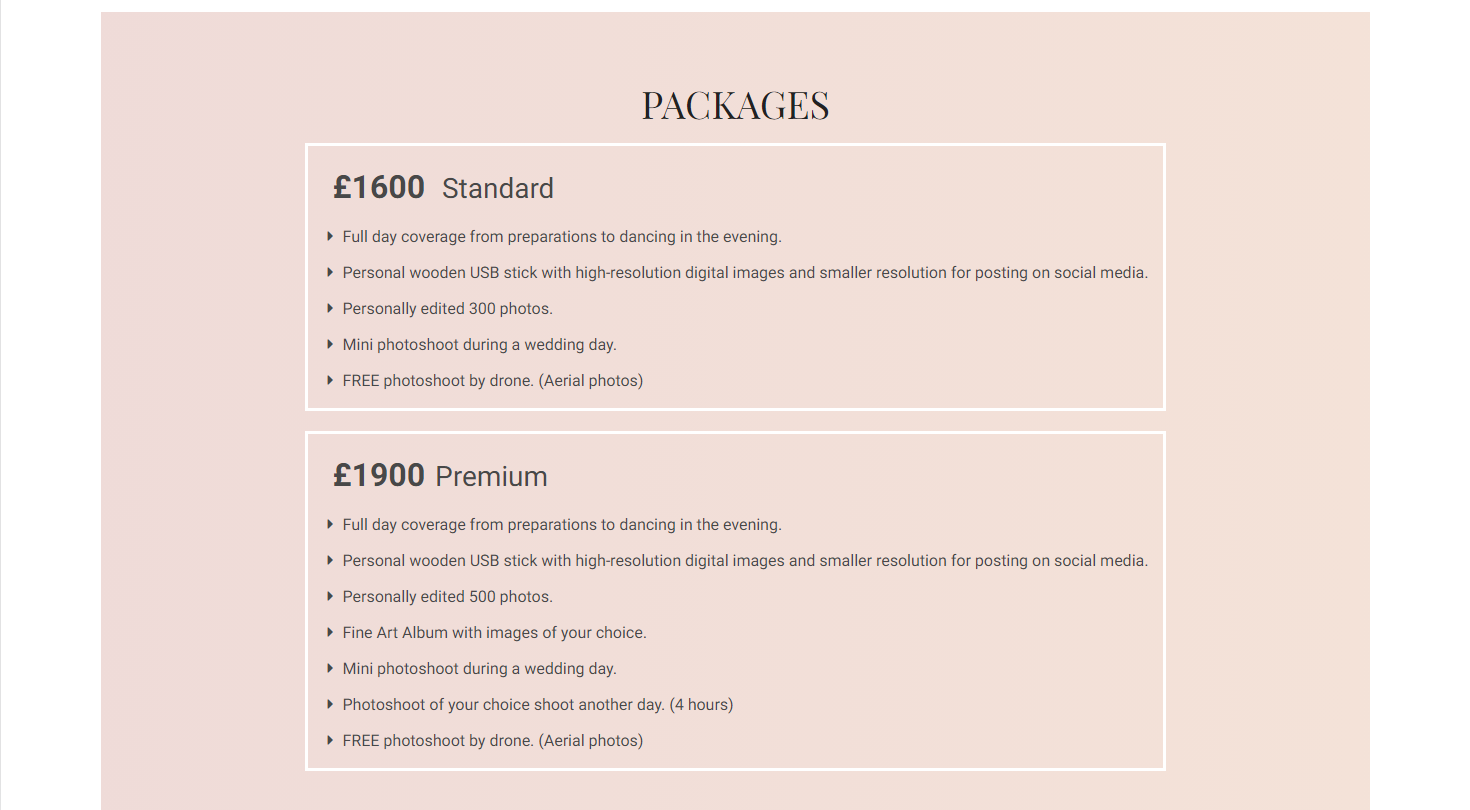 PACKAGES
£1600 Standard
Full day coverage from preparations to dancing in the evening.
Personal wooden USB stick with high-resolution digital images and smaller resolution for posting on social media.
Personally edited 300 photos.
Mini photoshoot during a wedding day.
FREE photoshoot by drone. (Aerial photos)
£1900 Premium
Full day coverage from preparations to dancing in the evening.
Personal wooden USB stick with high-resolution digital images and smaller resolution for posting on social media.
Personally edited 500 photos.
Fine Art Album with images of your choice.
Mini photoshoot during a wedding day.
Photoshoot of your choice shoot another day. (4 hours)
FREE photoshoot by drone. (Aerial photos)